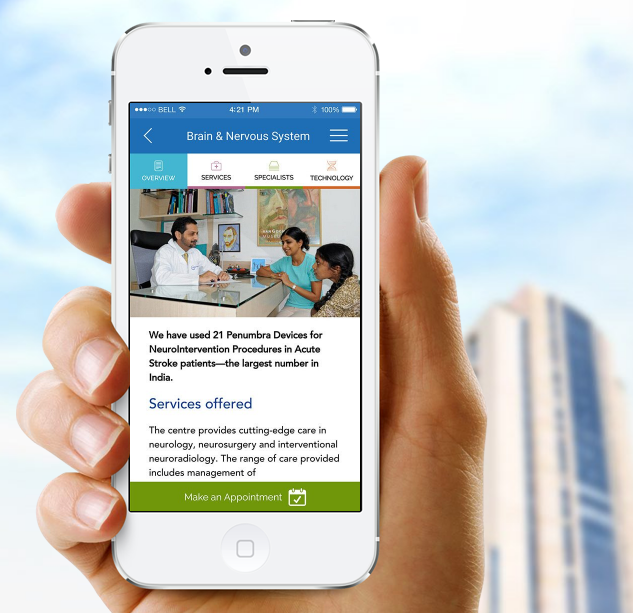 BELL 4:21 PM 100%
Brain & Nervous System
OVERVIEW SERVICES SPECIALISTS TECHNOLOGY
We have used 21 Penumbra Devices for
NeuroIntervention Procedures in Acute
Stroke patients—the largest number in
India.
Services offered
The centre provides cutting-edge care in
neurology, neurosurgery and interventional
neuroradiology. The range of care provided
includes management of
Make an Appointment